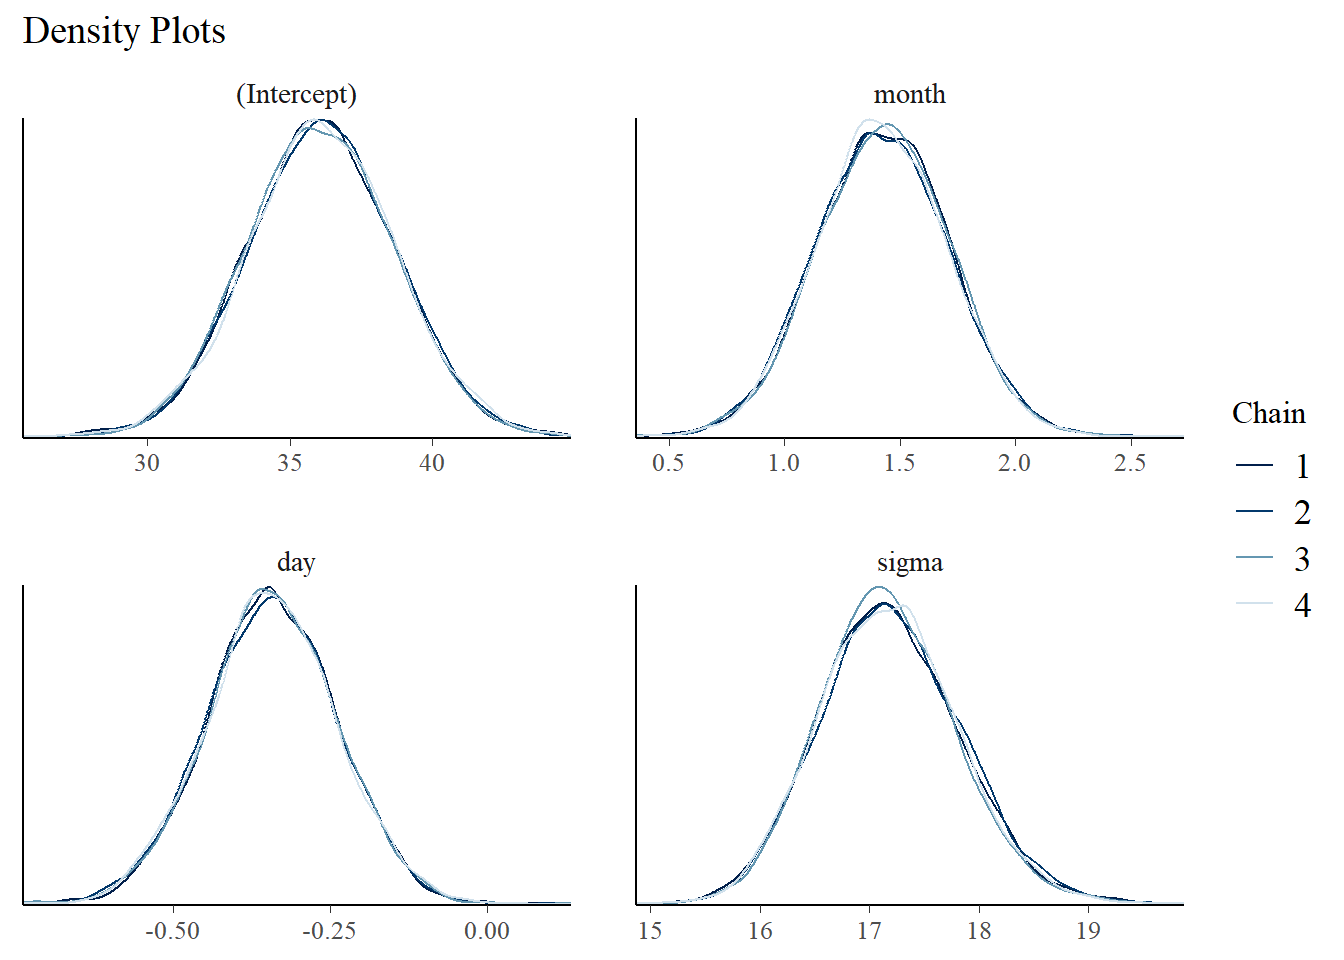 Density Plots
(Intercept)
month
30 35 40
0.5 1.0 1.5 2.0 2.5
Chain
1
2
3
4
day
sigma
-0.50 -0.25 0.00
15 16 17 18 19